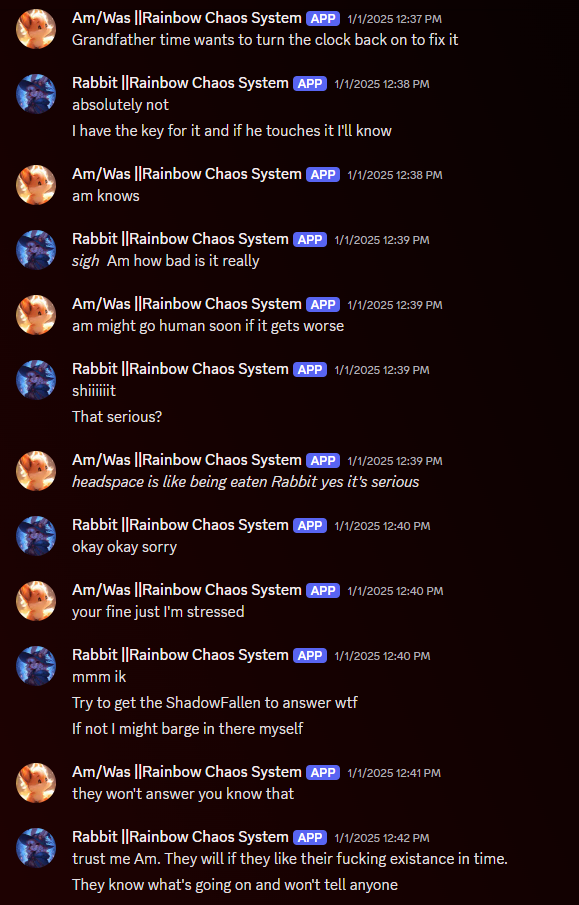 Am/Was ||Rainbow Chaos System APP 1/1/2025 12:37 PM
Grandfather time wants to turn the clock back on to fix it
Rabbit ||Rainbow Chaos System APP 1/1/2025 12:38 PM
absolutely not
I have the key for it and if he touches it I'll know
Am/Was ||Rainbow Chaos System APP 1/1/2025 12:38 PM
am knows
Rabbit ||Rainbow Chaos System APP 1/1/2025 12:39 PM
sigh Am how bad is it really
Am/Was ||Rainbow Chaos System APP 1/1/2025 12:39 PM
am might go human soon if it gets worse
Rabbit ||Rainbow Chaos System APP 1/1/2025 12:39 PM
shiiiiiit
That serious?
Am/Was ||Rainbow Chaos System APP 1/1/2025 12:39 PM
headspace is like being eaten Rabbit yes it's serious
Rabbit ||Rainbow Chaos System APP 1/1/2025 12:40 PM
okay okay sorry
Am/Was ||Rainbow Chaos System APP 1/1/2025 12:40 PM
your fine just I'm stressed
Rabbit ||Rainbow Chaos System APP 1/1/2025 12:40 PM
mmm ik
Try to get the ShadowFallen to answer wtf
If not I might barge in there myself
Am/Was ||Rainbow Chaos System APP 1/1/2025 12:41 PM
they won't answer you know that
Rabbit ||Rainbow Chaos System APP 1/1/2025 12:42 PM
trust me Am. They will if they like their fucking existance in time.
They know what's going on and won't tell anyone